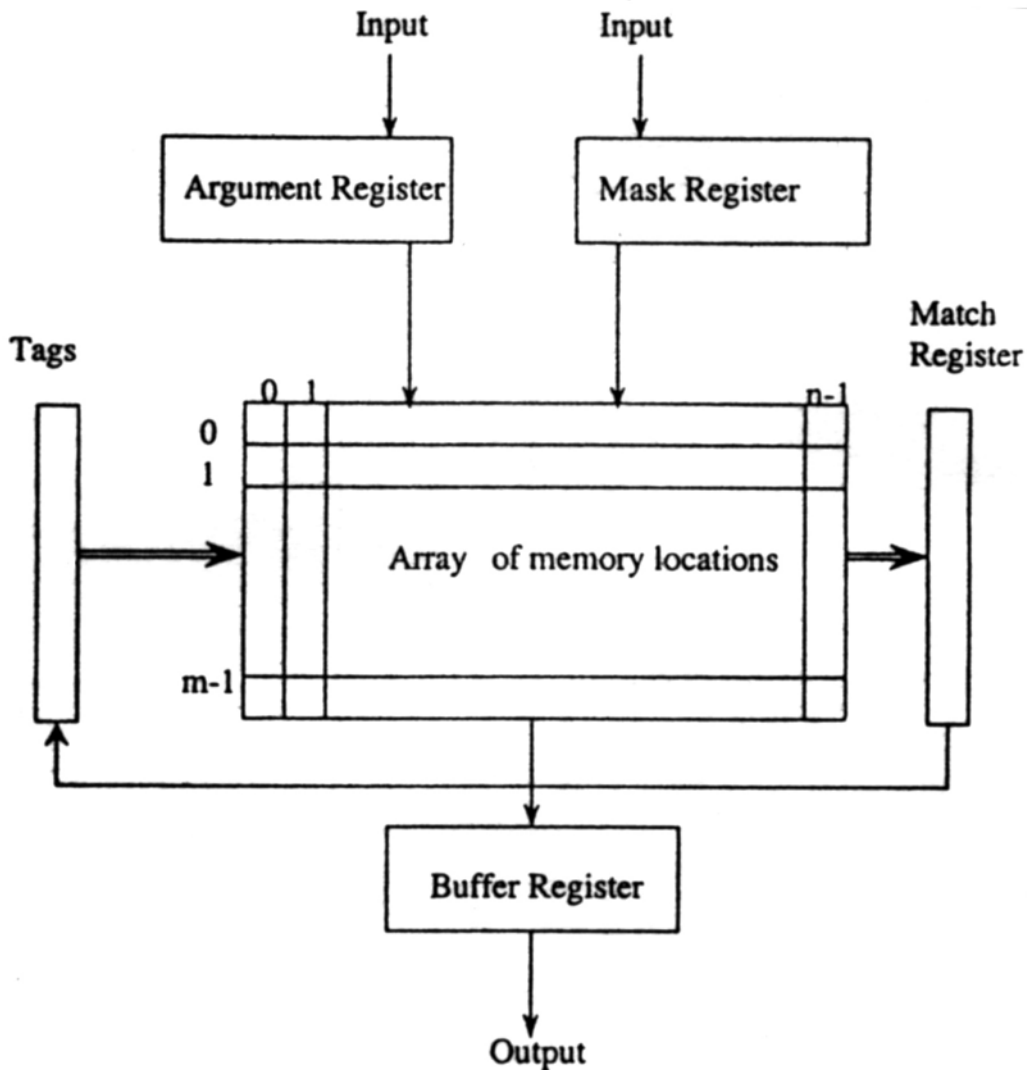 Input
Input
Argument Register
Mask Register
Tags
Match
Register
0
1
n-1
0
1
Array of memory locations
m-1
Buffer Register
Output